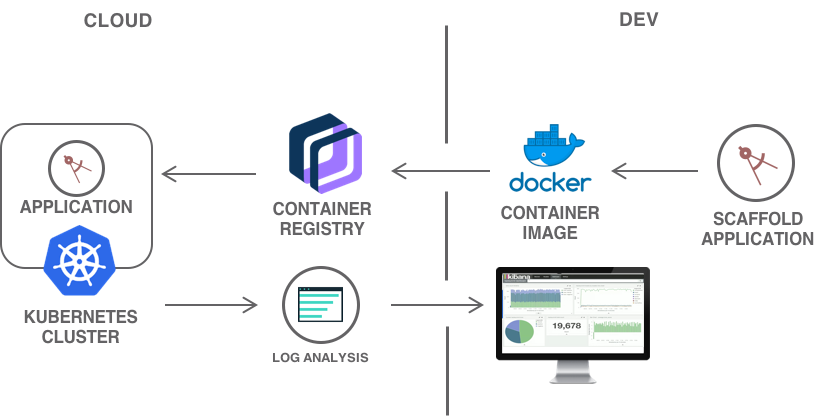 CLOUD
DEV
APPLICATION
KUBERNETES
CLUSTER
CONTAINER
REGISTRY
docker
CONTAINER
IMAGE
SCAFFOLD
APPLICATION
LOG ANALYSIS
kibana
19,678